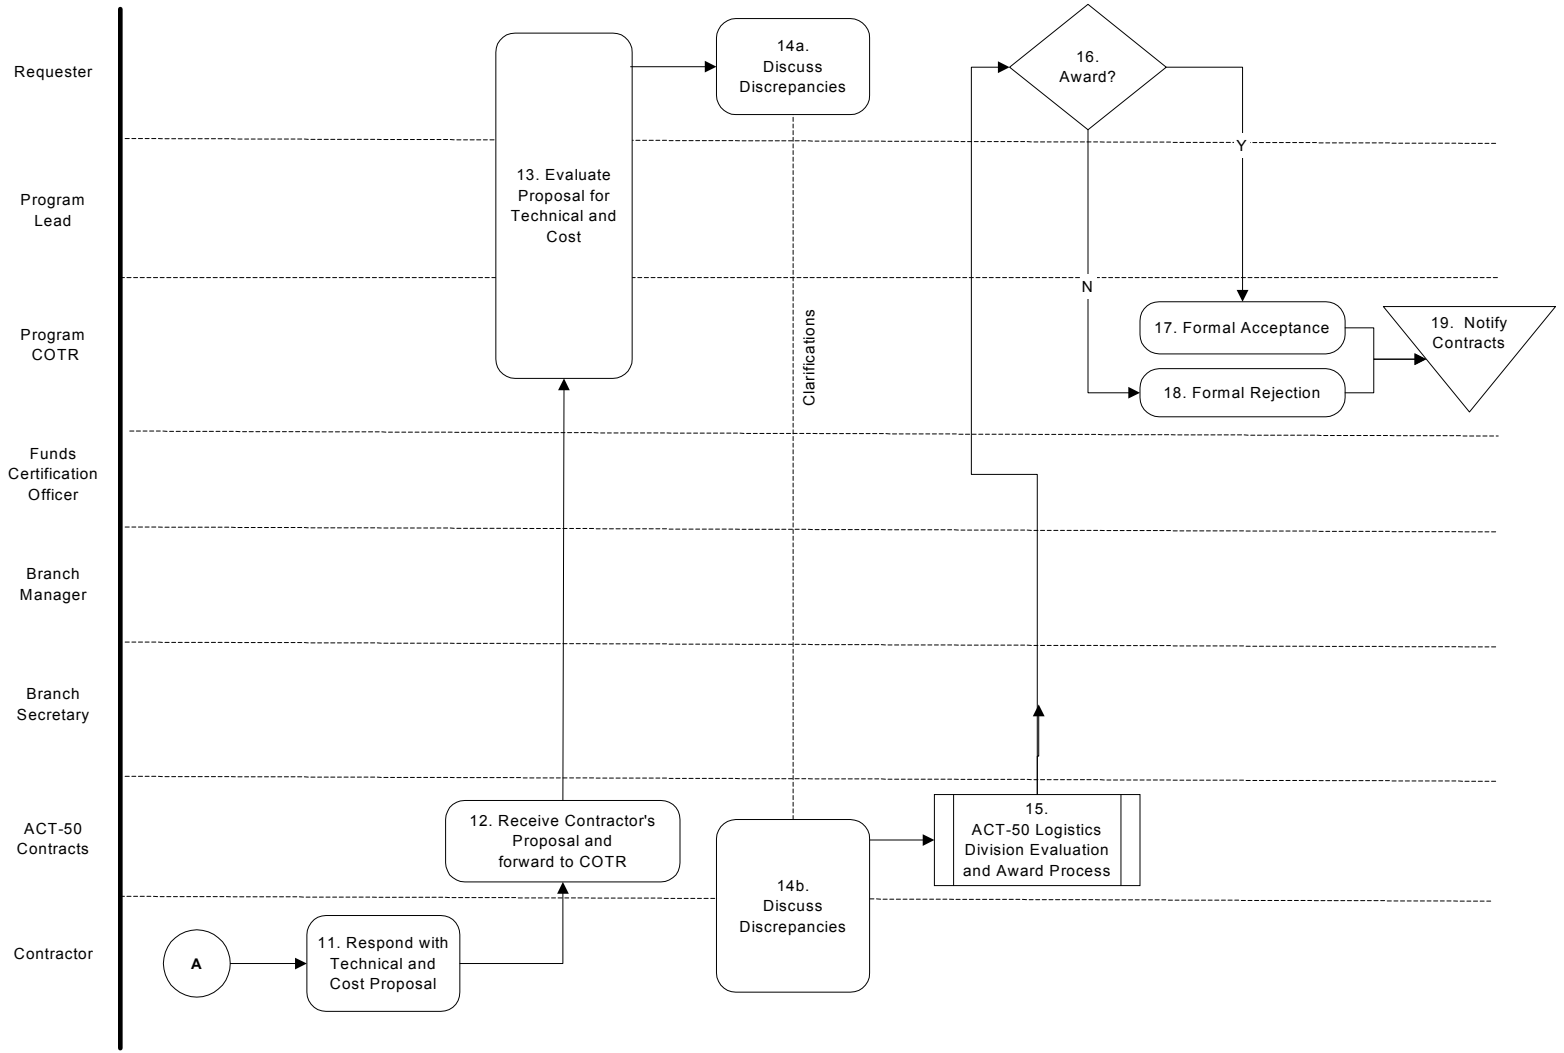 Requester
Program
Lead
Program
COTR
Funds
Certification
Officer
Branch
Manager
Branch
Secretary
ACT-50
Contracts
Contractor
A
11. Respond with
Technical and
Cost Proposal
12. Receive Contractor's
Proposal and
forward to COTR
13. Evaluate
Proposal for
Technical and
Cost
14a.
Discuss
Discrepancies
Clarifications
14b.
Discuss
Discrepancies
15.
ACT-50 Logistics
Division Evaluation
and Award Process
16.
Award?
Y
N
17. Formal Acceptance
18. Formal Rejection
19. Notify
Contracts